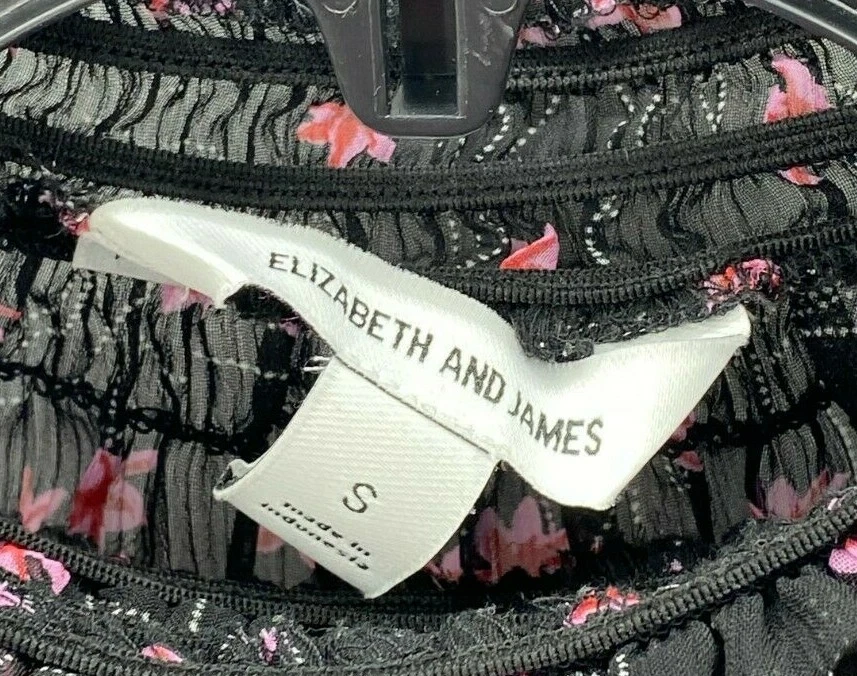 ELIZABETH AND JAMES
S
made in
indonesia